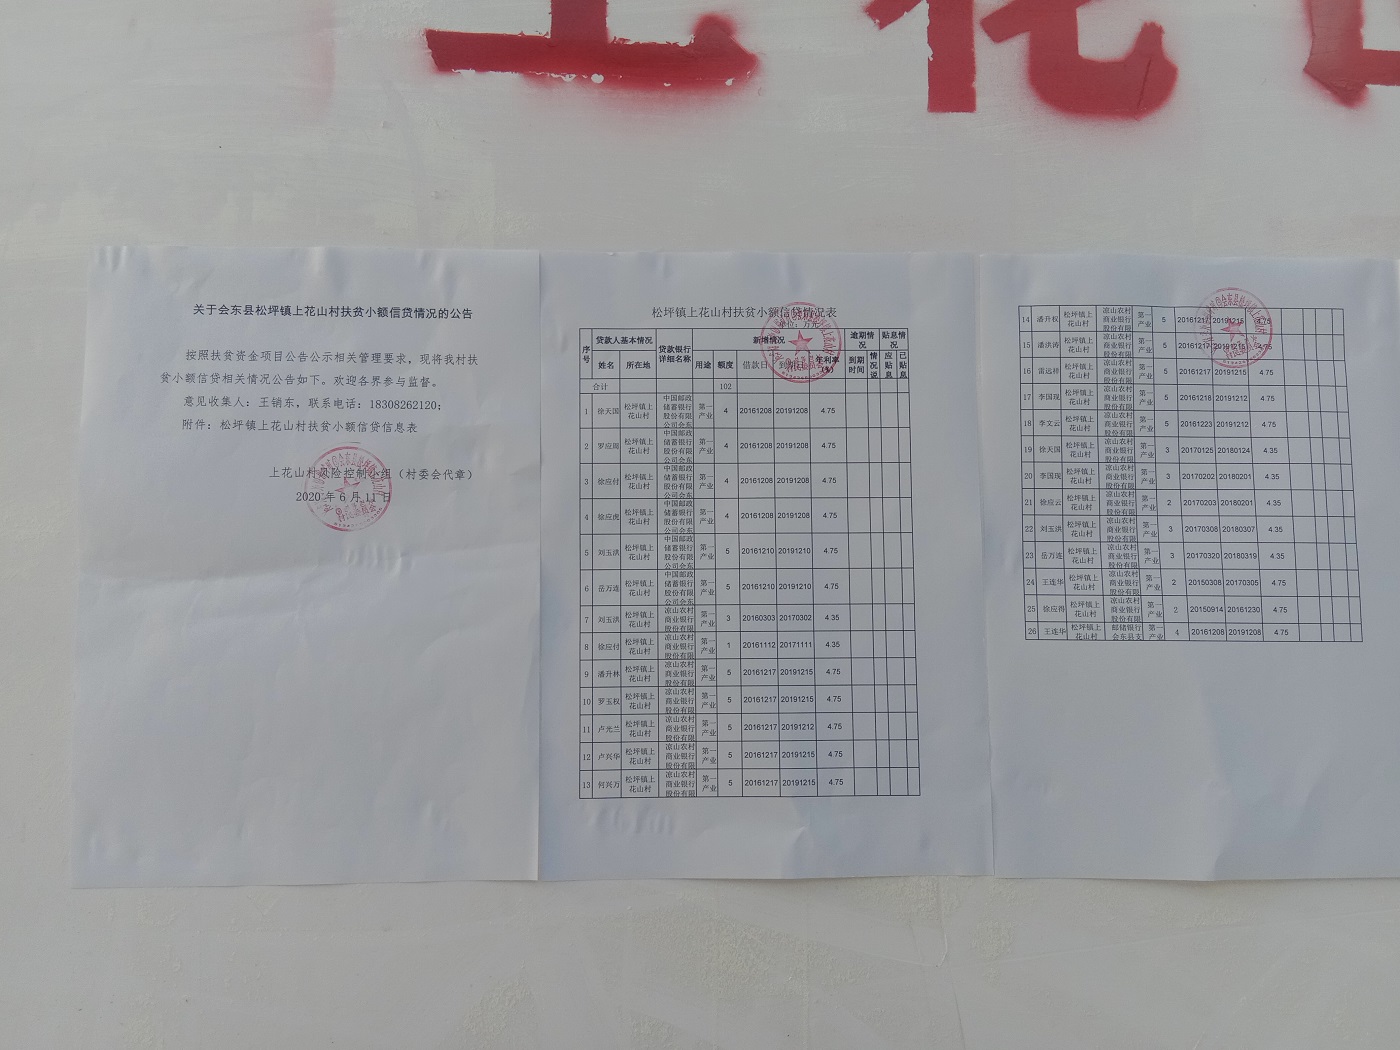 上花山
关于会东县松坪镇上花山村扶贫小额信贷情况的公告
按照扶贫资金项目公告公示相关管理要求，现将我村扶
贫小额信贷相关情况公告如下。欢迎各界参与监督。
意见收集人：王销东，联系电话：18308262120；
附件：松坪镇上花山村扶贫小额信贷信息表
上花山村风险控制小组（村委会代章）
2020年6月11日
松坪镇上花山村扶贫小额信贷情况表
单位：万元
序号 贷款人基本情况 贷款银行详细名称 新增情况 逾期情况 贴息情况
姓名 所在地 用途 额度 借款日 到期日 年利率(%) 到期时间 情况说 应贴息 已贴息
合计 102
1 徐天国 松坪镇上花山村 中国邮政储蓄银行股份有限公司会东 第一产业 4 20161208 20191208 4.75
2 罗应周 松坪镇上花山村 中国邮政储蓄银行股份有限公司会东 第一产业 4 20161208 20191208 4.75
3 徐应付 松坪镇上花山村 中国邮政储蓄银行股份有限公司会东 第一产业 4 20161208 20191208 4.75
4 徐应虎 松坪镇上花山村 中国邮政储蓄银行股份有限公司会东 第一产业 4 20161208 20191208 4.75
5 刘玉洪 松坪镇上花山村 中国邮政储蓄银行股份有限公司会东 第一产业 5 20161210 20191210 4.75
6 岳万连 松坪镇上花山村 中国邮政储蓄银行股份有限公司会东 第一产业 5 20161210 20191210 4.75
7 刘玉洪 松坪镇上花山村 凉山农村商业银行股份有限 第一产业 3 20160303 20170302 4.35
8 徐应付 松坪镇上花山村 凉山农村商业银行股份有限 第一产业 1 20161112 20171111 4.35
9 潘升林 松坪镇上花山村 凉山农村商业银行股份有限 第一产业 5 20161217 20191215 4.75
10 罗玉权 松坪镇上花山村 凉山农村商业银行股份有限 第一产业 5 20161217 20191215 4.75
11 卢光兰 松坪镇上花山村 凉山农村商业银行股份有限 第一产业 5 20161217 20191212 4.75
12 卢兴华 松坪镇上花山村 凉山农村商业银行股份有限 第一产业 5 20161217 20191215 4.75
13 何兴万 松坪镇上花山村 凉山农村商业银行股份有限 第一产业 5 20161217 20191215 4.75
14 潘升权 松坪镇上花山村 凉山农村商业银行股份有限 第一产业 5 20161217 20191215 4.75
15 潘洪涛 松坪镇上花山村 凉山农村商业银行股份有限 第一产业 5 20161217 20191215 4.75
16 雷远祥 松坪镇上花山村 凉山农村商业银行股份有限 第一产业 5 20161217 20191215 4.75
17 李国现 松坪镇上花山村 凉山农村商业银行股份有限 第一产业 5 20161216 20191212 4.75
18 李文云 松坪镇上花山村 凉山农村商业银行股份有限 第一产业 5 20161223 20191212 4.75
19 徐天国 松坪镇上花山村 凉山农村商业银行股份有限 第一产业 3 20170125 20180124 4.35
20 李国现 松坪镇上花山村 凉山农村商业银行股份有限 第一产业 3 20170202 20180201 4.35
21 徐应云 松坪镇上花山村 凉山农村商业银行股份有限 第一产业 2 20170203 20180201 4.35
22 刘玉洪 松坪镇上花山村 凉山农村商业银行股份有限 第一产业 3 20170308 20180307 4.35
23 岳万连 松坪镇上花山村 凉山农村商业银行股份有限 第一产业 3 20170320 20180319 4.35
24 王连华 松坪镇上花山村 凉山农村商业银行股份有限 第一产业 2 20150306 20170305 4.75
25 徐应得 松坪镇上花山村 凉山农村商业银行股份有限 第一产业 2 20150914 20161230 4.75
26 王连华 松坪镇上花山村 邮储银行会东县支 第一产业 4 20161208 20191208 4.75